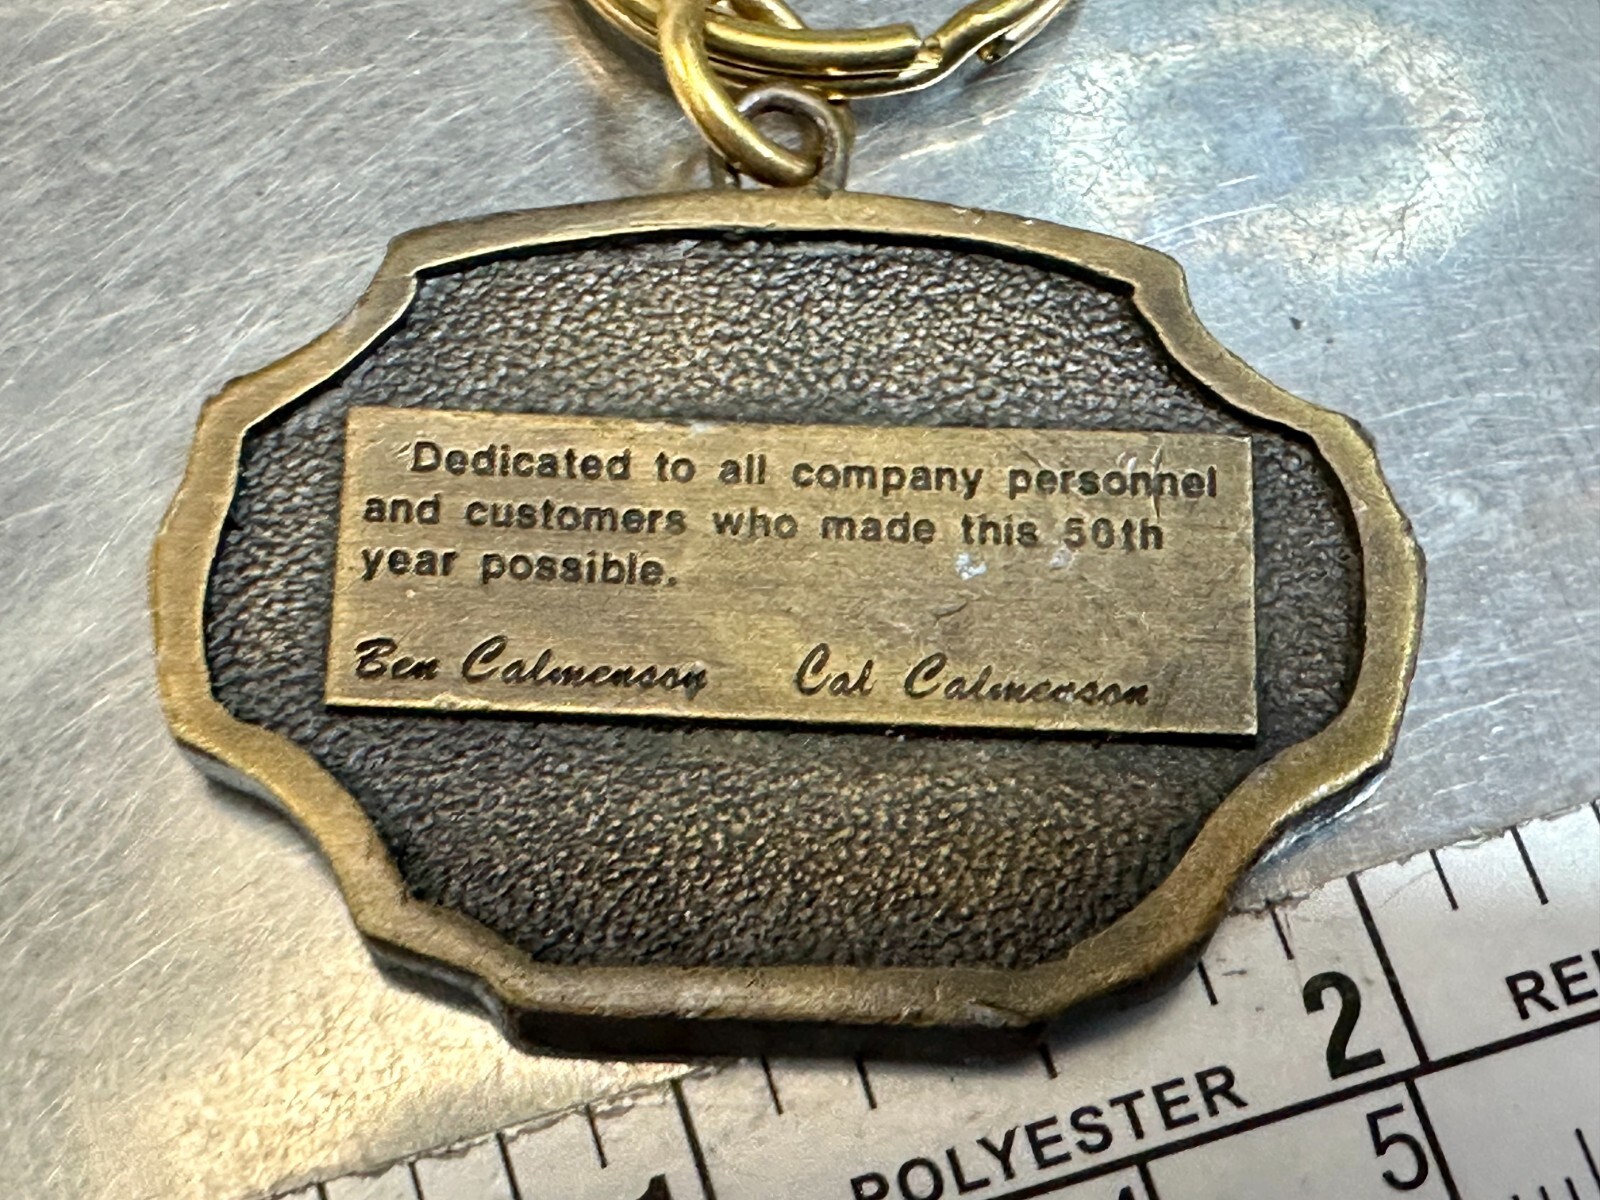 Dedicated to all company personnel
and customers who made this 50th
year possible.
Ben Calmenson Cal Calmenson
2
POLYESTER
5